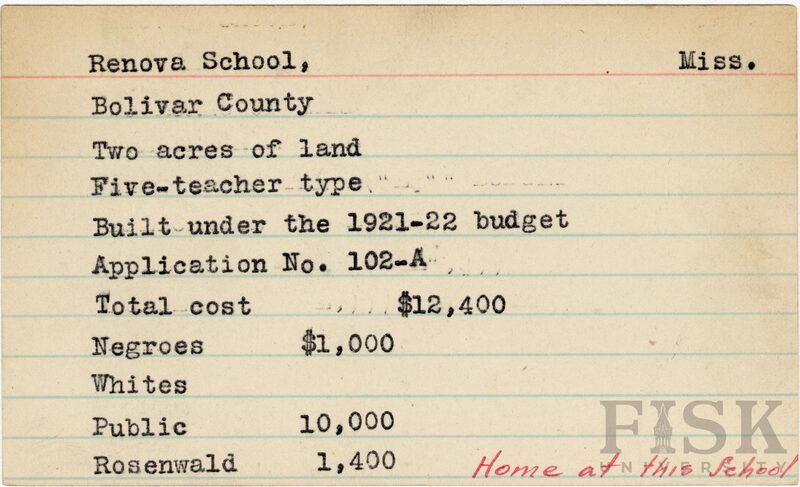 Renova School, Miss.
Bolivar County
Two acres of land
Five-teacher type
Built under the 1921-22 budget
Application No. 102-A
Total cost $12,400
Negroes $1,000
Whites
Public 10,000
Rosenwald 1,400
Home at this School
FISK
UNIVERSITY